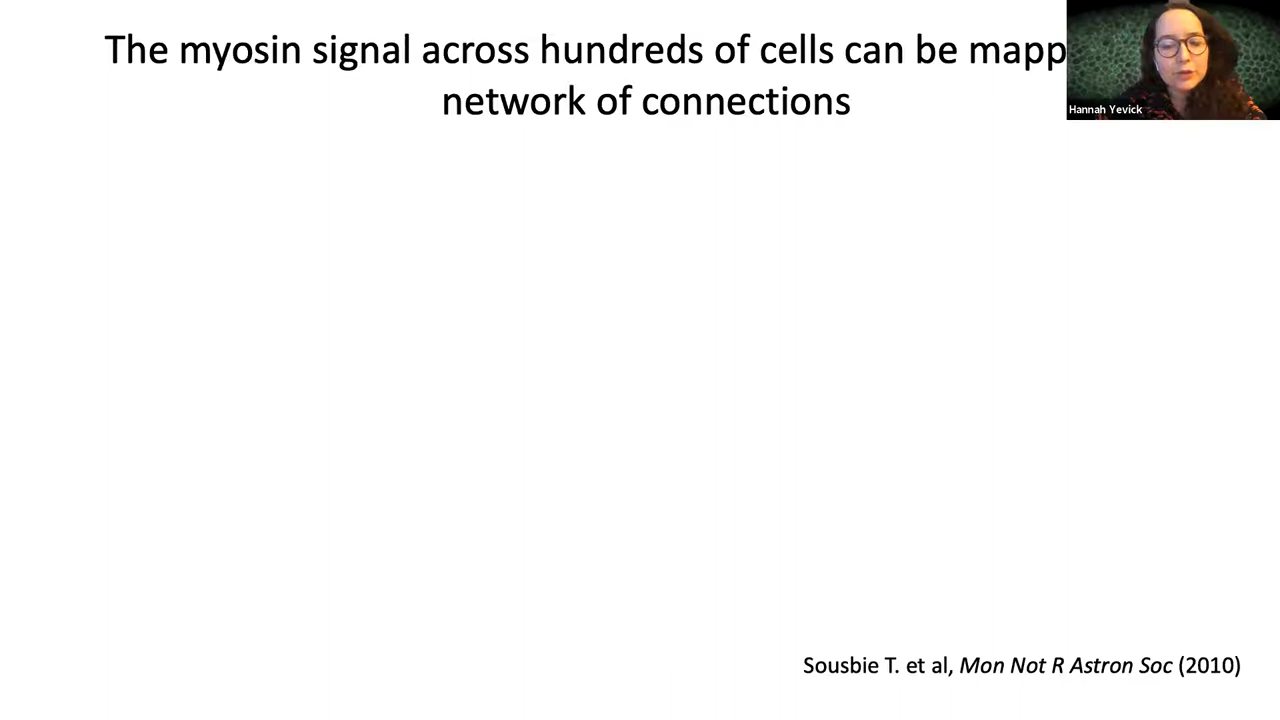 The myosin signal across hundreds of cells can be mapp
network of connections
Hannah Yevick
Sousbie T. et al, Mon Not R Astron Soc (2010)